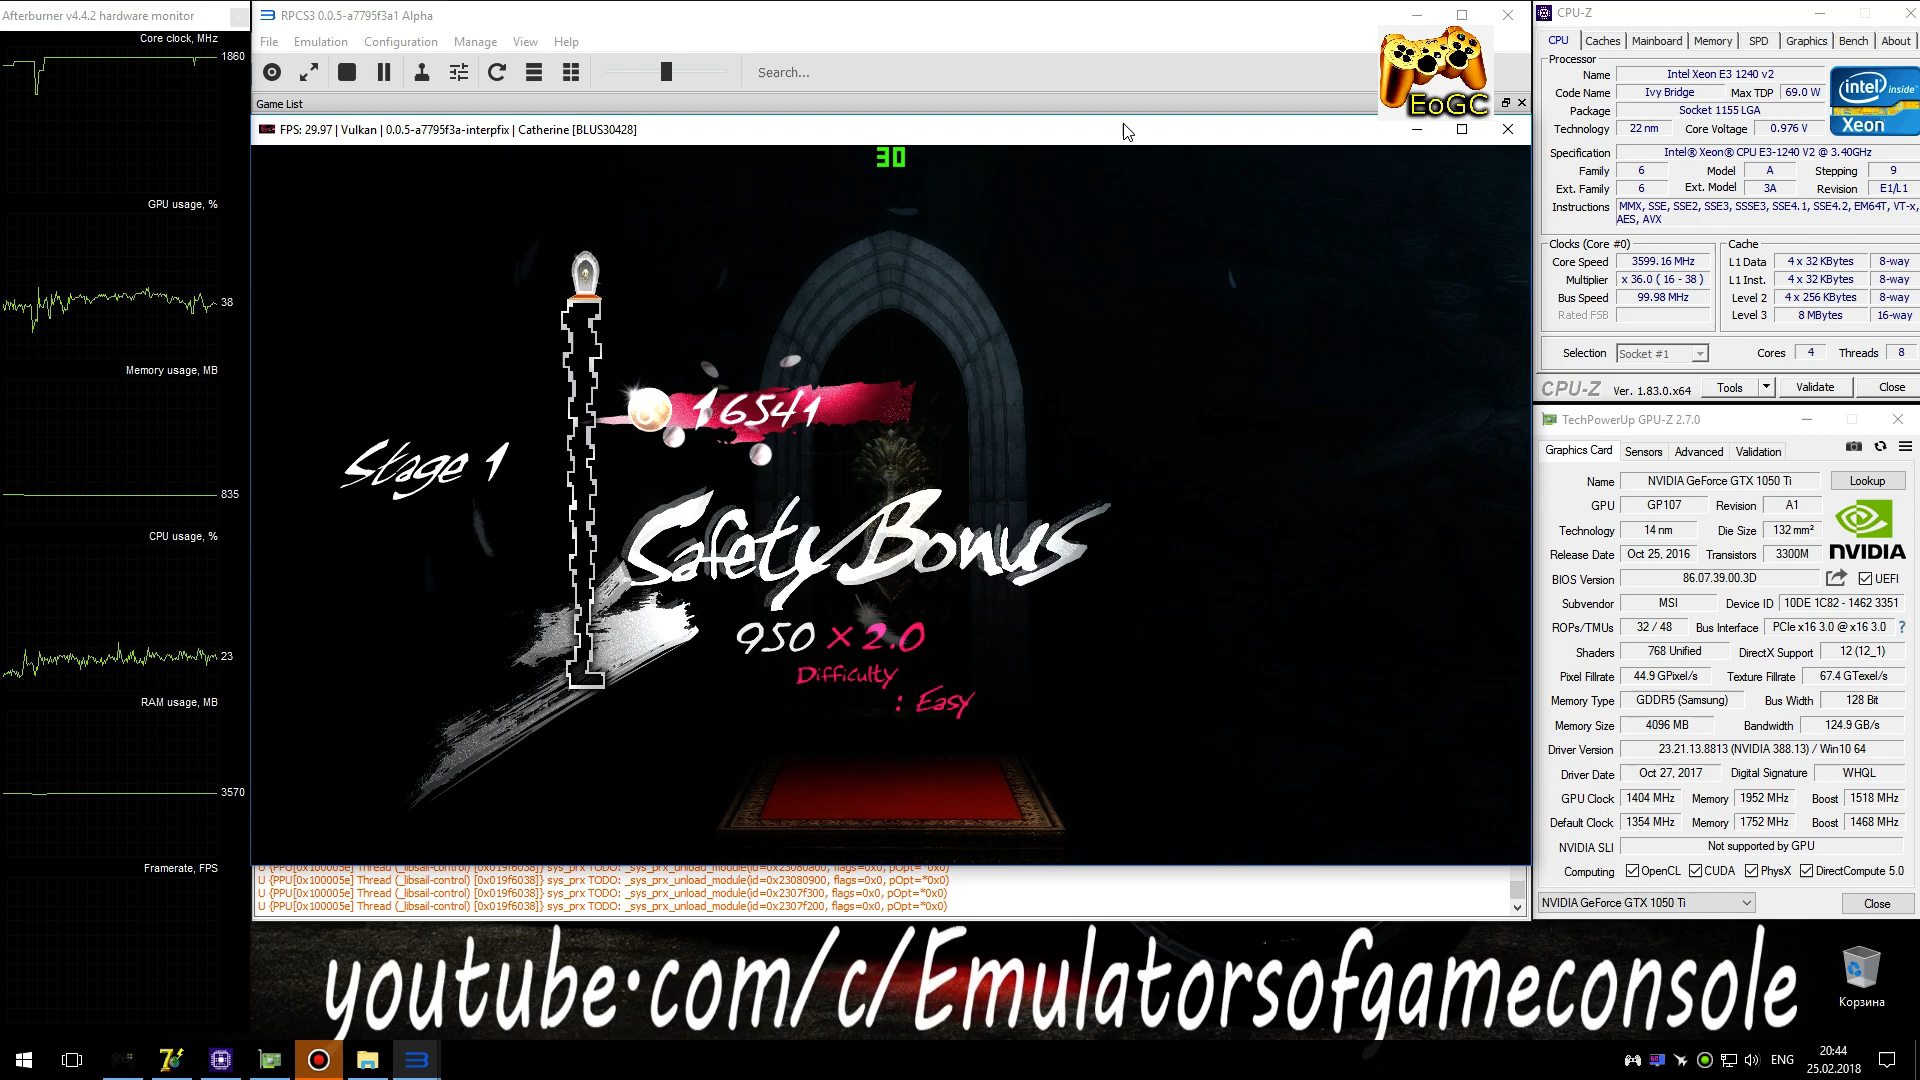 Afterburner v4.4.2 hardware monitor
Core clock, MHz
1860
GPU usage, %
38
Memory usage, MB
835
CPU usage, %
23
RAM usage, MB
3570
Framerate, FPS
RPCS3 0.0.5-a7795f3a1 Alpha
File Emulation Configuration Manage View Help
Search...
EoGC
Game List
FPS: 29.97 | Vulkan | 0.0.5-a7795f3a-interpfix | Catherine [BLUS30428]
30
16541
Stage 1
Safety Bonus
950 × 2.0
Difficulty
: Easy
U {PPU[0x100005e] Thread (_libsail-control) [0x019f6038]} sys_prx TODO: _sys_prx_unload_module(id=0x23080a00, flags=0x0, pOpt=*0x0)
U {PPU[0x100005e] Thread (_libsail-control) [0x019f6038]} sys_prx TODO: _sys_prx_unload_module(id=0x23080900, flags=0x0, pOpt=*0x0)
U {PPU[0x100005e] Thread (_libsail-control) [0x019f6038]} sys_prx TODO: _sys_prx_unload_module(id=0x2307f300, flags=0x0, pOpt=*0x0)
U {PPU[0x100005e] Thread (_libsail-control) [0x019f6038]} sys_prx TODO: _sys_prx_unload_module(id=0x2307f200, flags=0x0, pOpt=*0x0)
youtube.com/c/Emulatorsofgameconsole
CPU-Z
CPU Caches Mainboard Memory SPD Graphics Bench About
Processor
Name Intel Xeon E3 1240 v2
Code Name Ivy Bridge Max TDP 69.0 W
Package Socket 1155 LGA
Technology 22 nm Core Voltage 0.976 V
intel inside™
Xeon
Specification Intel® Xeon® CPU E3-1240 V2 @ 3.40GHz
Family 6 Model A Stepping 9
Ext. Family 6 Ext. Model 3A Revision E1/L1
Instructions MMX, SSE, SSE2, SSE3, SSSE3, SSE4.1, SSE4.2, EM64T, VT-x,
AES, AVX
Clocks (Core #0) Cache
Core Speed 3599.16 MHz L1 Data 4 x 32 KBytes 8-way
Multiplier x 36.0 ( 16 - 38 ) L1 Inst. 4 x 32 KBytes 8-way
Bus Speed 99.98 MHz Level 2 4 x 256 KBytes 8-way
Rated FSB Level 3 8 MBytes 16-way
Selection Socket #1 Cores 4 Threads 8
CPU-Z Ver. 1.83.0.x64 Tools Validate Close
TechPowerUp GPU-Z 2.7.0
Graphics Card Sensors Advanced Validation
Name NVIDIA GeForce GTX 1050 Ti Lookup
GPU GP107 Revision A1
Technology 14 nm Die Size 132 mm²
Release Date Oct 25, 2016 Transistors 3300M
NVIDIA
BIOS Version 86.07.39.00.3D UEFI
Subvendor MSI Device ID 10DE 1C82 - 1462 3351
ROPs/TMUs 32 / 48 Bus Interface PCIe x16 3.0 @ x16 3.0 ?
Shaders 768 Unified DirectX Support 12 (12_1)
Pixel Fillrate 44.9 GPixel/s Texture Fillrate 67.4 GTexel/s
Memory Type GDDR5 (Samsung) Bus Width 128 Bit
Memory Size 4096 MB Bandwidth 124.9 GB/s
Driver Version 23.21.13.8813 (NVIDIA 388.13) / Win10 64
Driver Date Oct 27, 2017 Digital Signature WHQL
GPU Clock 1404 MHz Memory 1952 MHz Boost 1518 MHz
Default Clock 1354 MHz Memory 1752 MHz Boost 1468 MHz
NVIDIA SLI Not supported by GPU
Computing OpenCL CUDA PhysX DirectCompute 5.0
NVIDIA GeForce GTX 1050 Ti Close
Корзина
ENG
20:44
25.02.2018